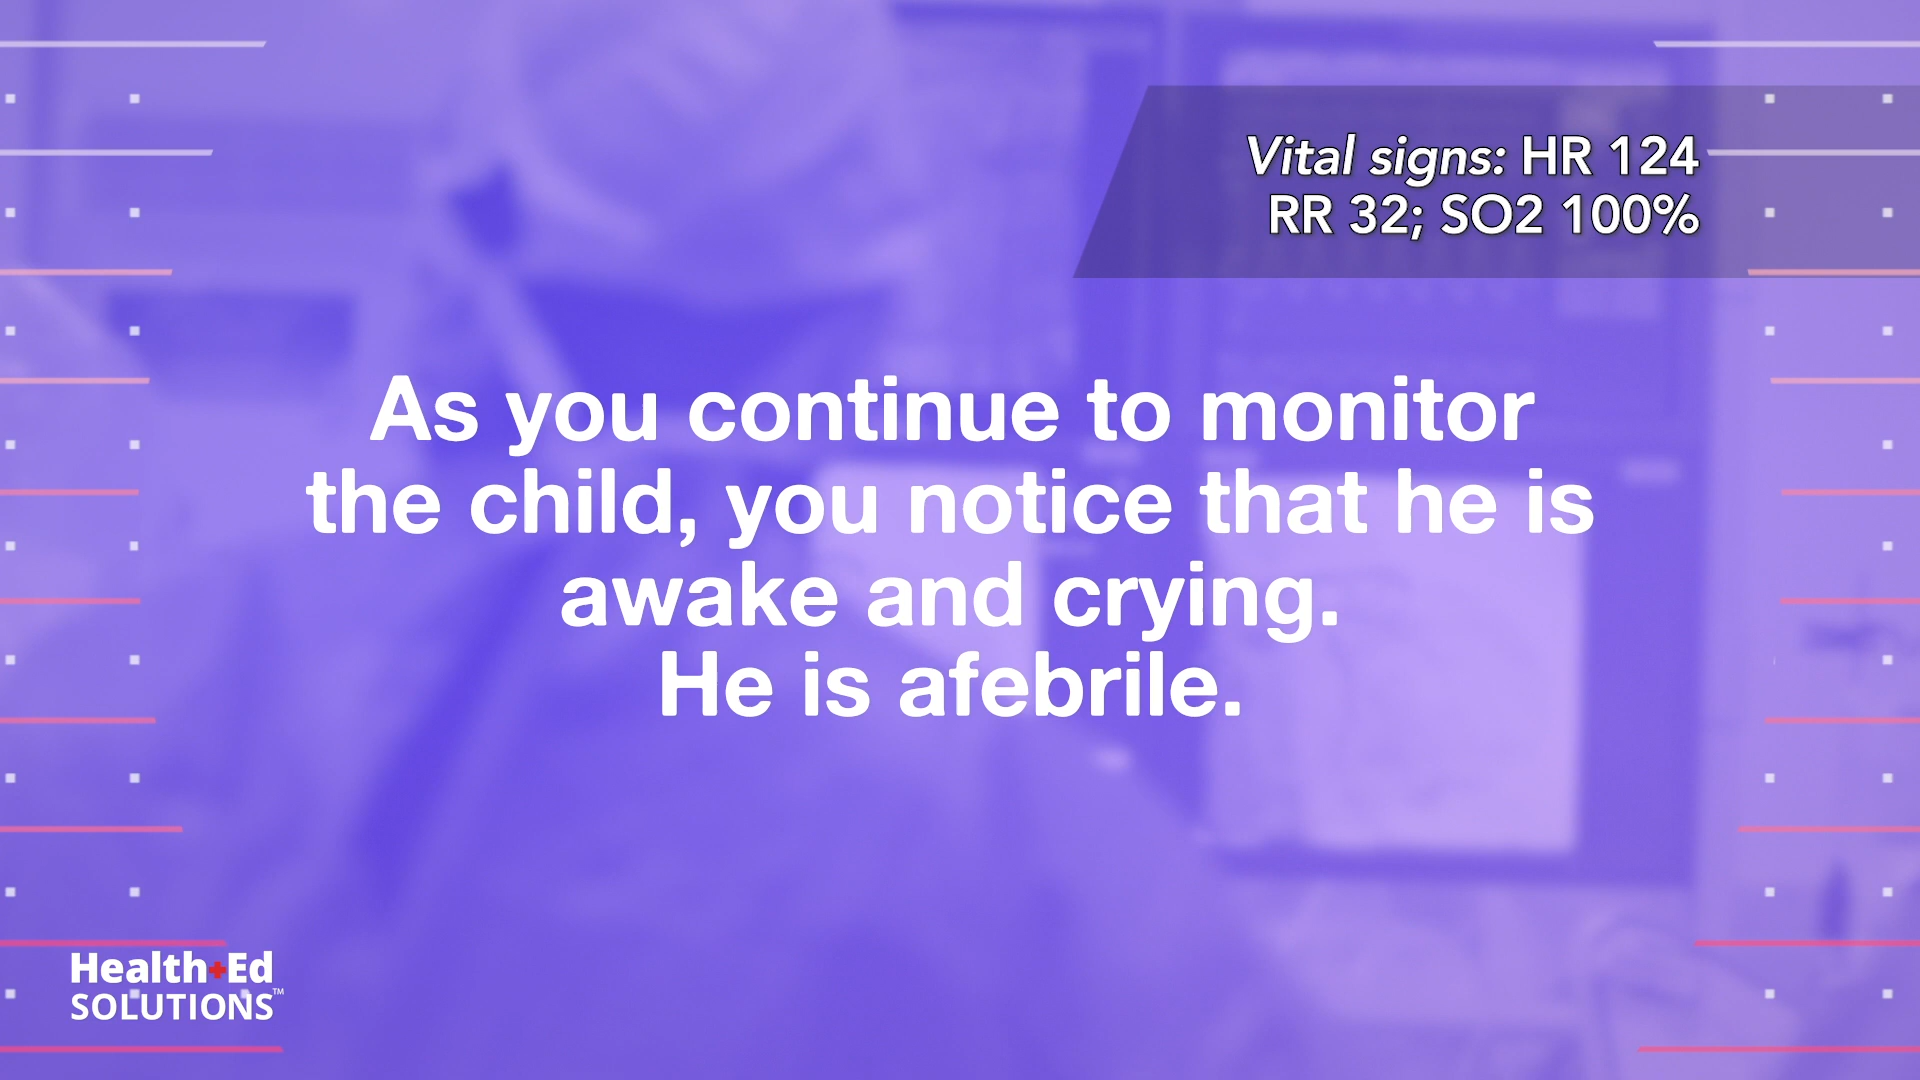 Vital signs: HR 124
RR 32; SO2 100%
As you continue to monitor
the child, you notice that he is
awake and crying.
He is afebrile.
Health+Ed
SOLUTIONS™